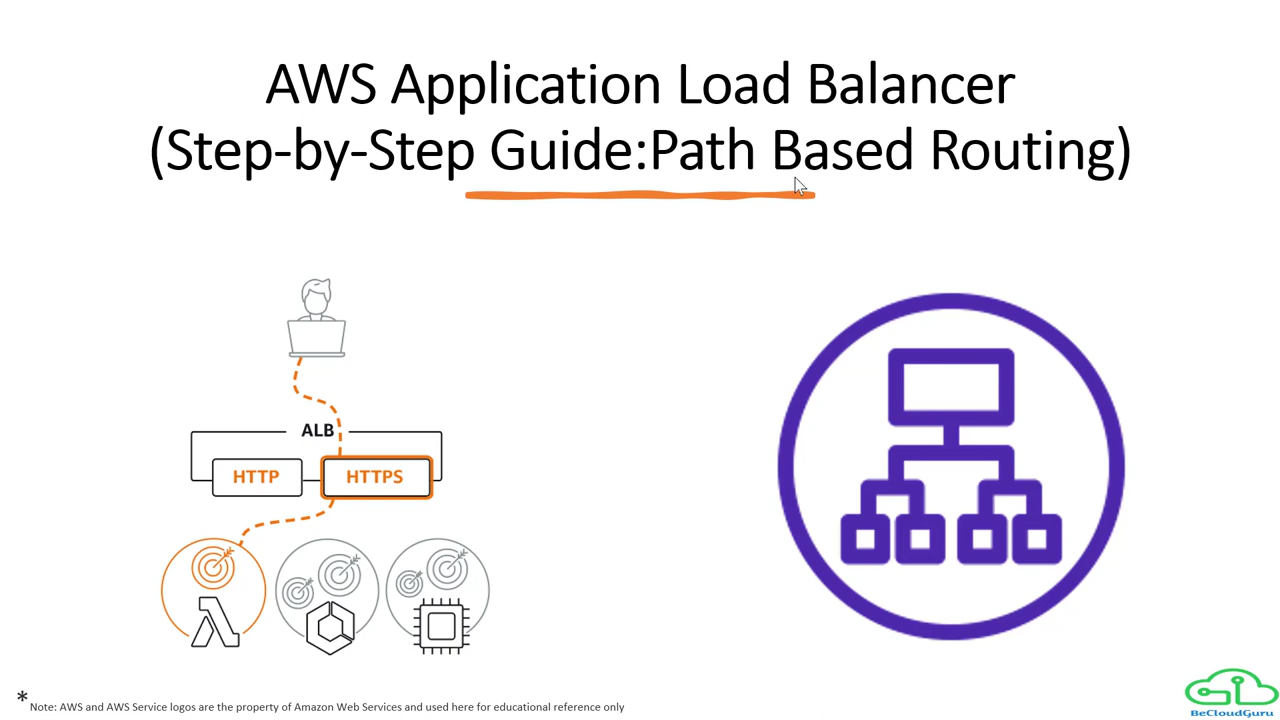 AWS Application Load Balancer
(Step-by-Step Guide:Path Based Routing)
ALB
HTTP
HTTPS
*Note: AWS and AWS Service logos are the property of Amazon Web Services and used here for educational reference only
BeCloudGuru